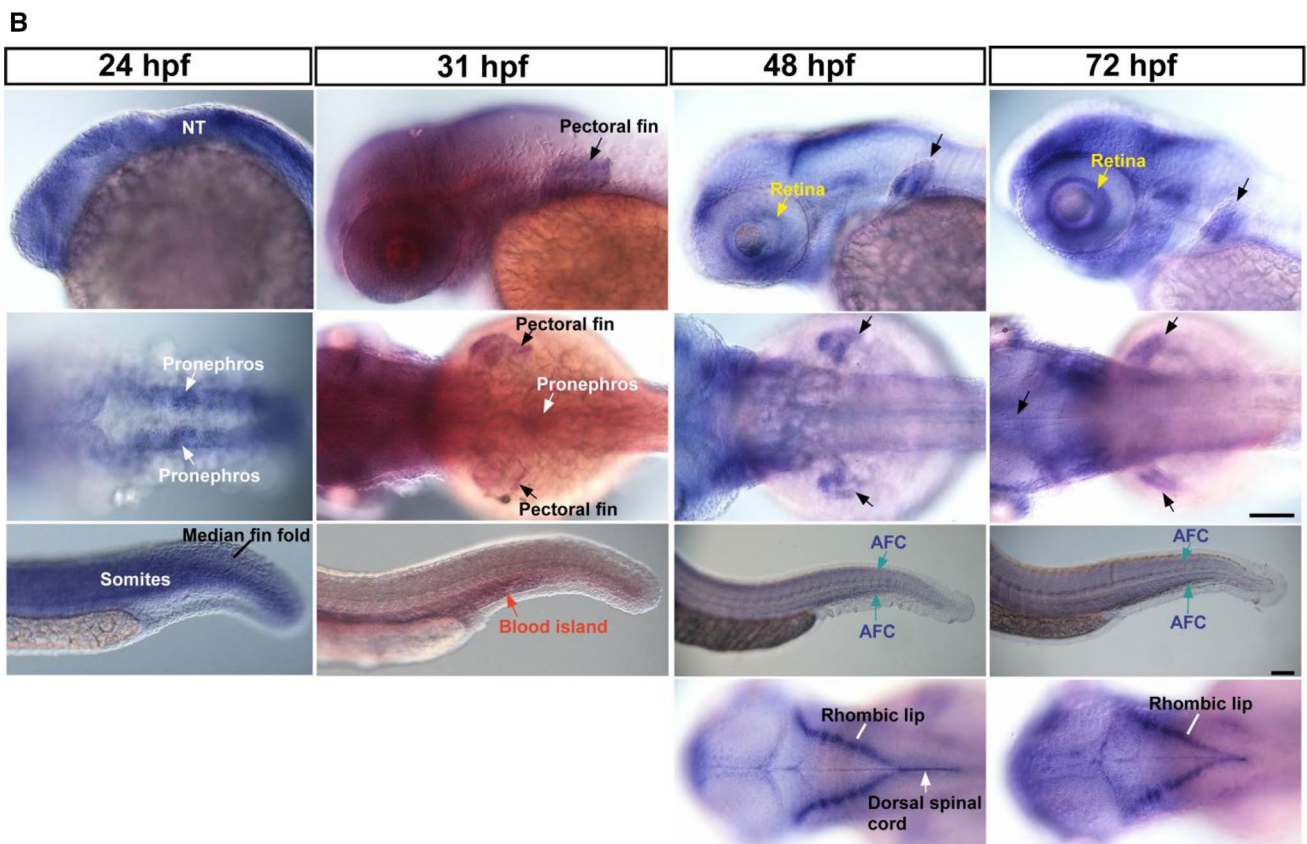 B
24 hpf
31 hpf
48 hpf
72 hpf
NT
Pectoral fin
Retina
Retina
Pronephros
Pronephros
Pectoral fin
Pronephros
Pectoral fin
Median fin fold
Somites
Blood island
AFC
AFC
AFC
AFC
Rhombic lip
Dorsal spinal
cord
Rhombic lip